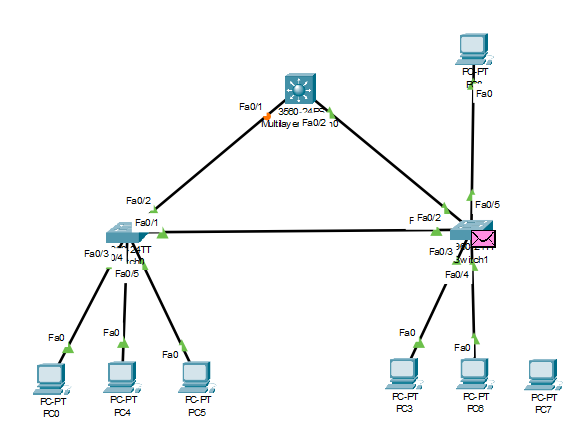 PC-PT
Fa0
Fa0/1
3560-24PS
Fa0/2
Fa0/2
Fa0/1
Fa0/5
Fa0/2
Fa0/3
0/4
Fa0/5
Fa0/3
Switch1
Fa0/4
Fa0
Fa0
Fa0
Fa0
Fa0
PC-PT
PC0
PC-PT
PC4
PC-PT
PC5
PC-PT
PC3
PC-PT
PC6
PC-PT
PC7